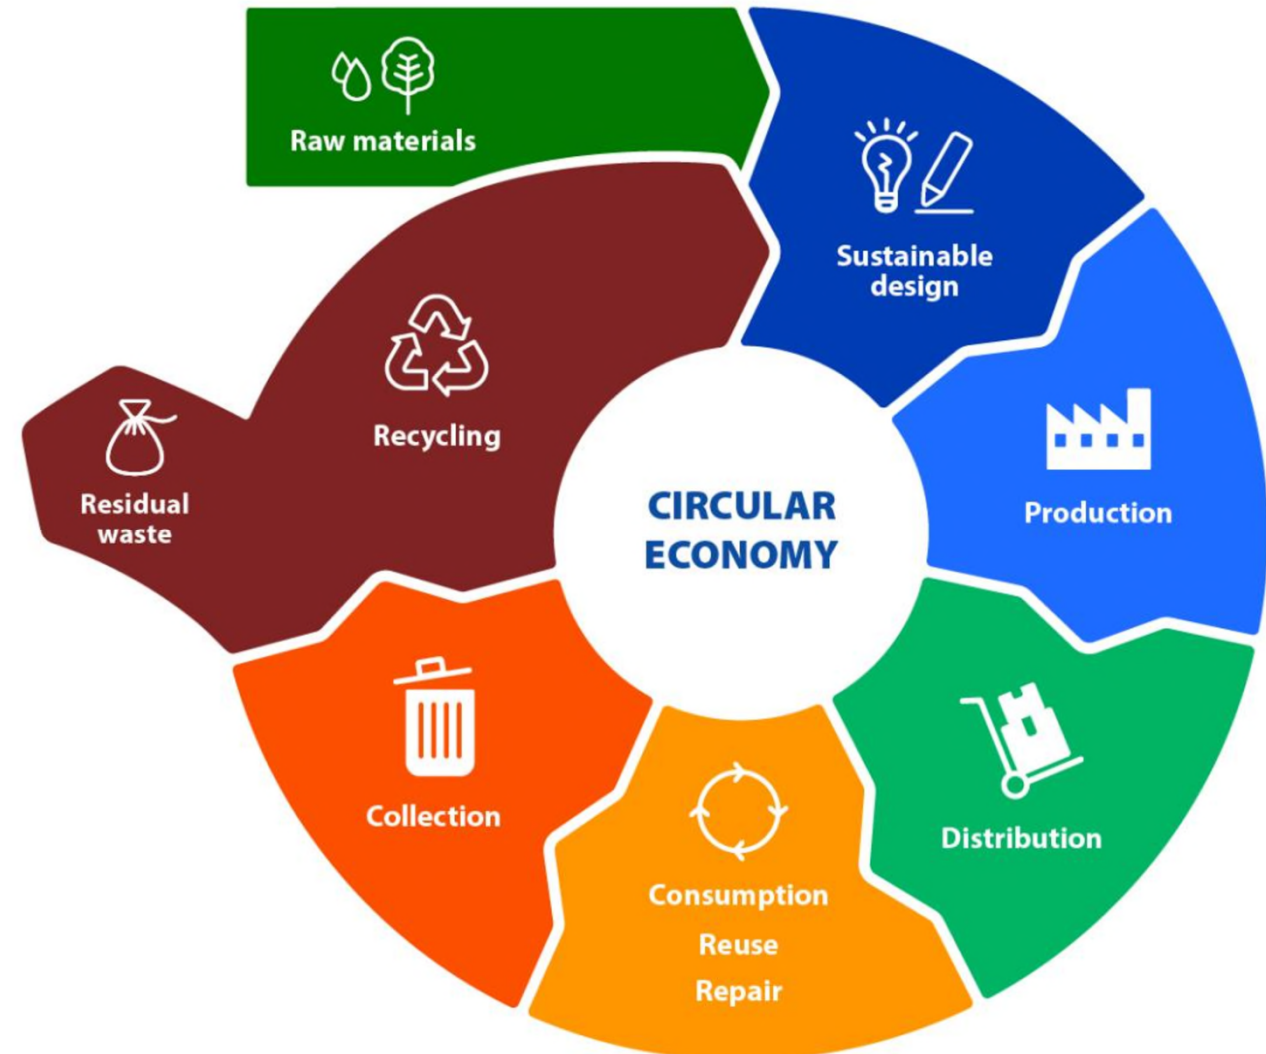 Raw materials
Sustainable
design
Production
Distribution
Consumption
Reuse
Repair
Collection
Recycling
Residual
waste
CIRCULAR
ECONOMY